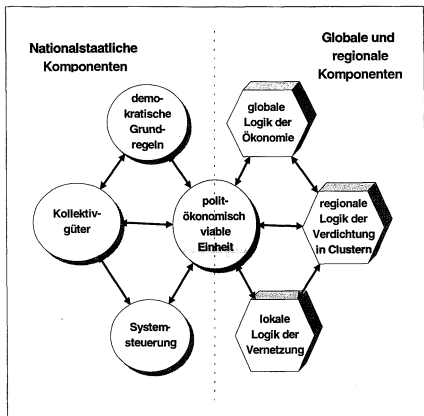 Nationalstaatliche
Komponenten
Globale und
regionale
Komponenten
demo-
kratische
Grund-
regeln
globale
Logik der
Ökonomie
Kollektiv-
güter
polit-
ökonomisch
viable
Einheit
regionale
Logik der
Verdichtung
in Clustern
System-
steuerung
lokale
Logik der
Vernetzung